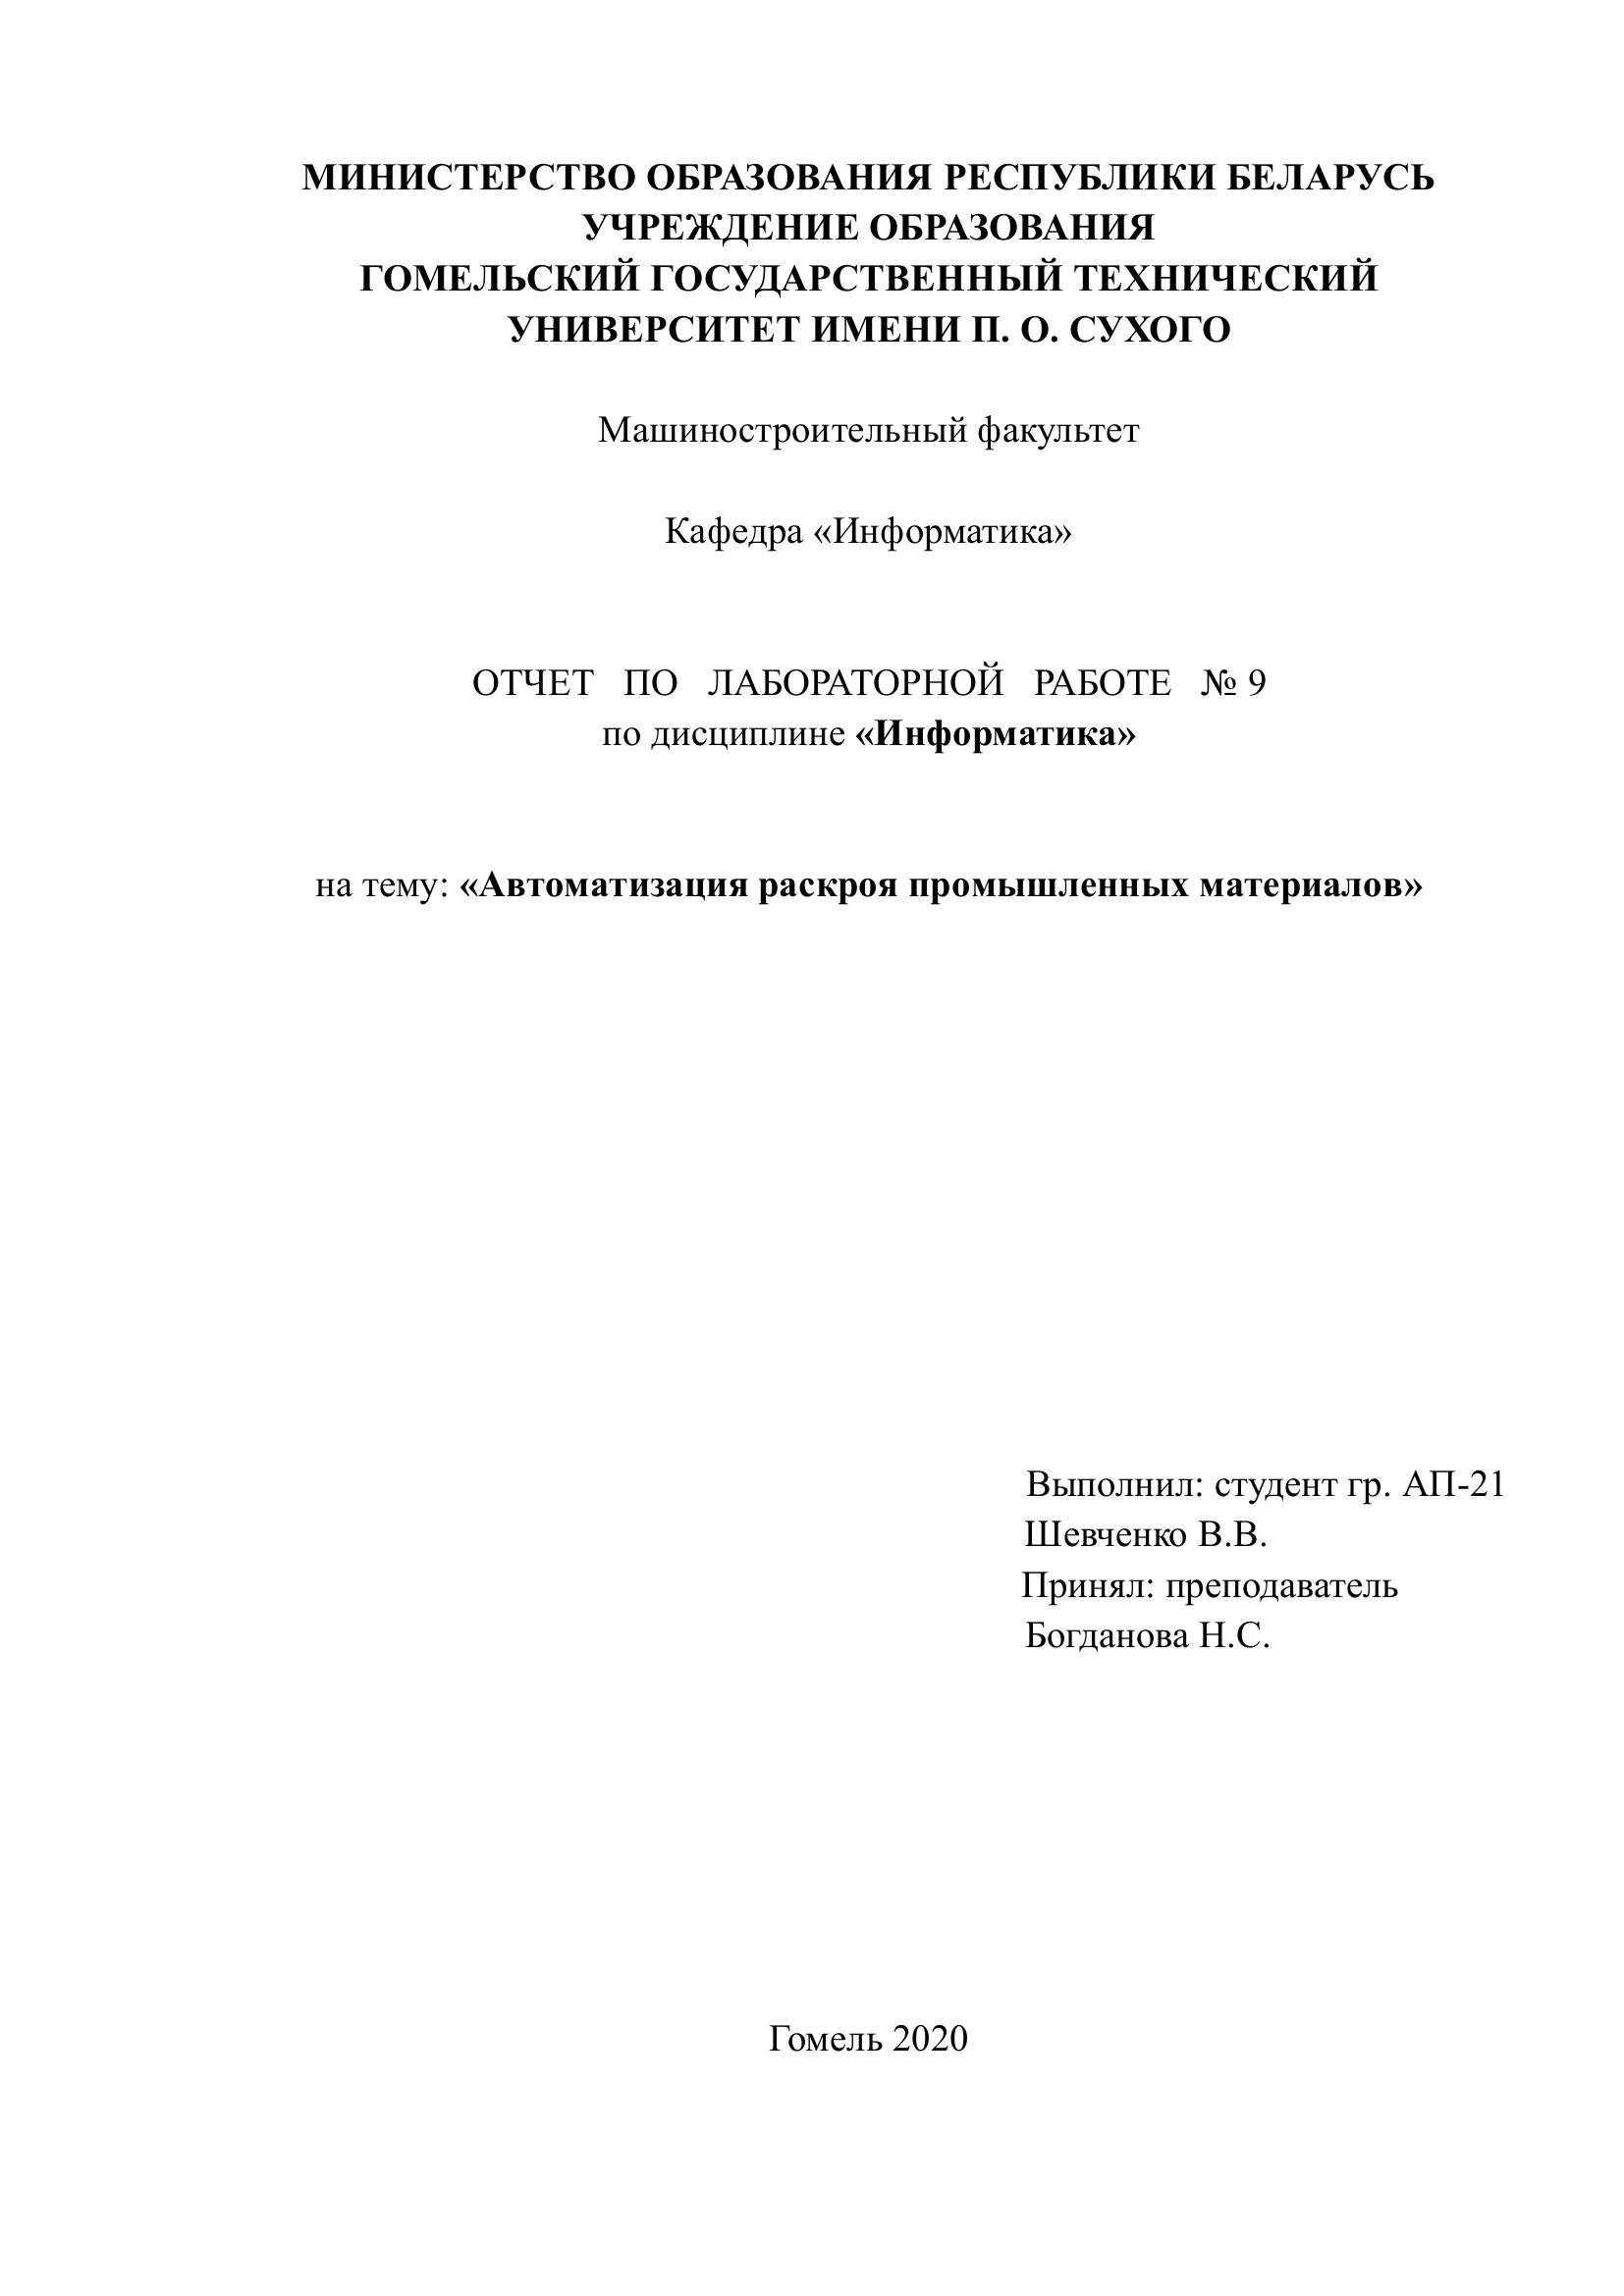 МИНИСТЕРСТВО ОБРАЗОВАНИЯ РЕСПУБЛИКИ БЕЛАРУСЬ
УЧРЕЖДЕНИЕ ОБРАЗОВАНИЯ
ГОМЕЛЬСКИЙ ГОСУДАРСТВЕННЫЙ ТЕХНИЧЕСКИЙ
УНИВЕРСИТЕТ ИМЕНИ П. О. СУХОГО
Машиностроительный факультет
Кафедра «Информатика»
ОТЧЕТ ПО ЛАБОРАТОРНОЙ РАБОТЕ № 9
по дисциплине «Информатика»
на тему: «Автоматизация раскроя промышленных материалов»
Выполнил: студент гр. АП-21
Шевченко В.В.
Принял: преподаватель
Богданова Н.С.
Гомель 2020